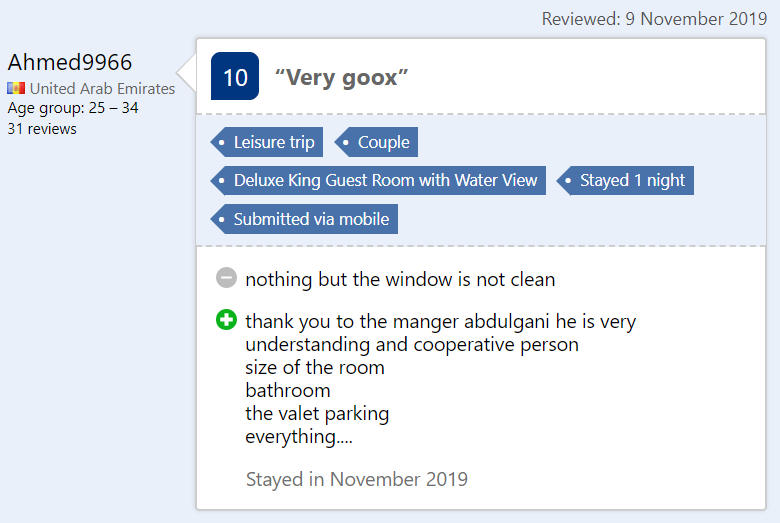 Reviewed: 9 November 2019
Ahmed9966
United Arab Emirates
Age group: 25 – 34
31 reviews
10
“Very goox”
Leisure trip
Couple
Deluxe King Guest Room with Water View
Stayed 1 night
Submitted via mobile
nothing but the window is not clean
thank you to the manger abdulgani he is very
understanding and cooperative person
size of the room
bathroom
the valet parking
everything....
Stayed in November 2019